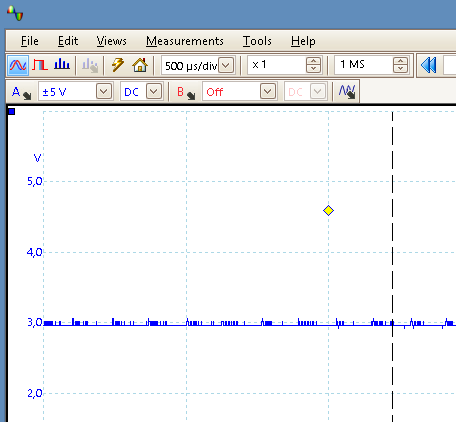 File Edit Views Measurements Tools Help
500 µs/div x 1 1 MS
A ±5 V DC B Off DC
V
5,0
4,0
3,0
2,0